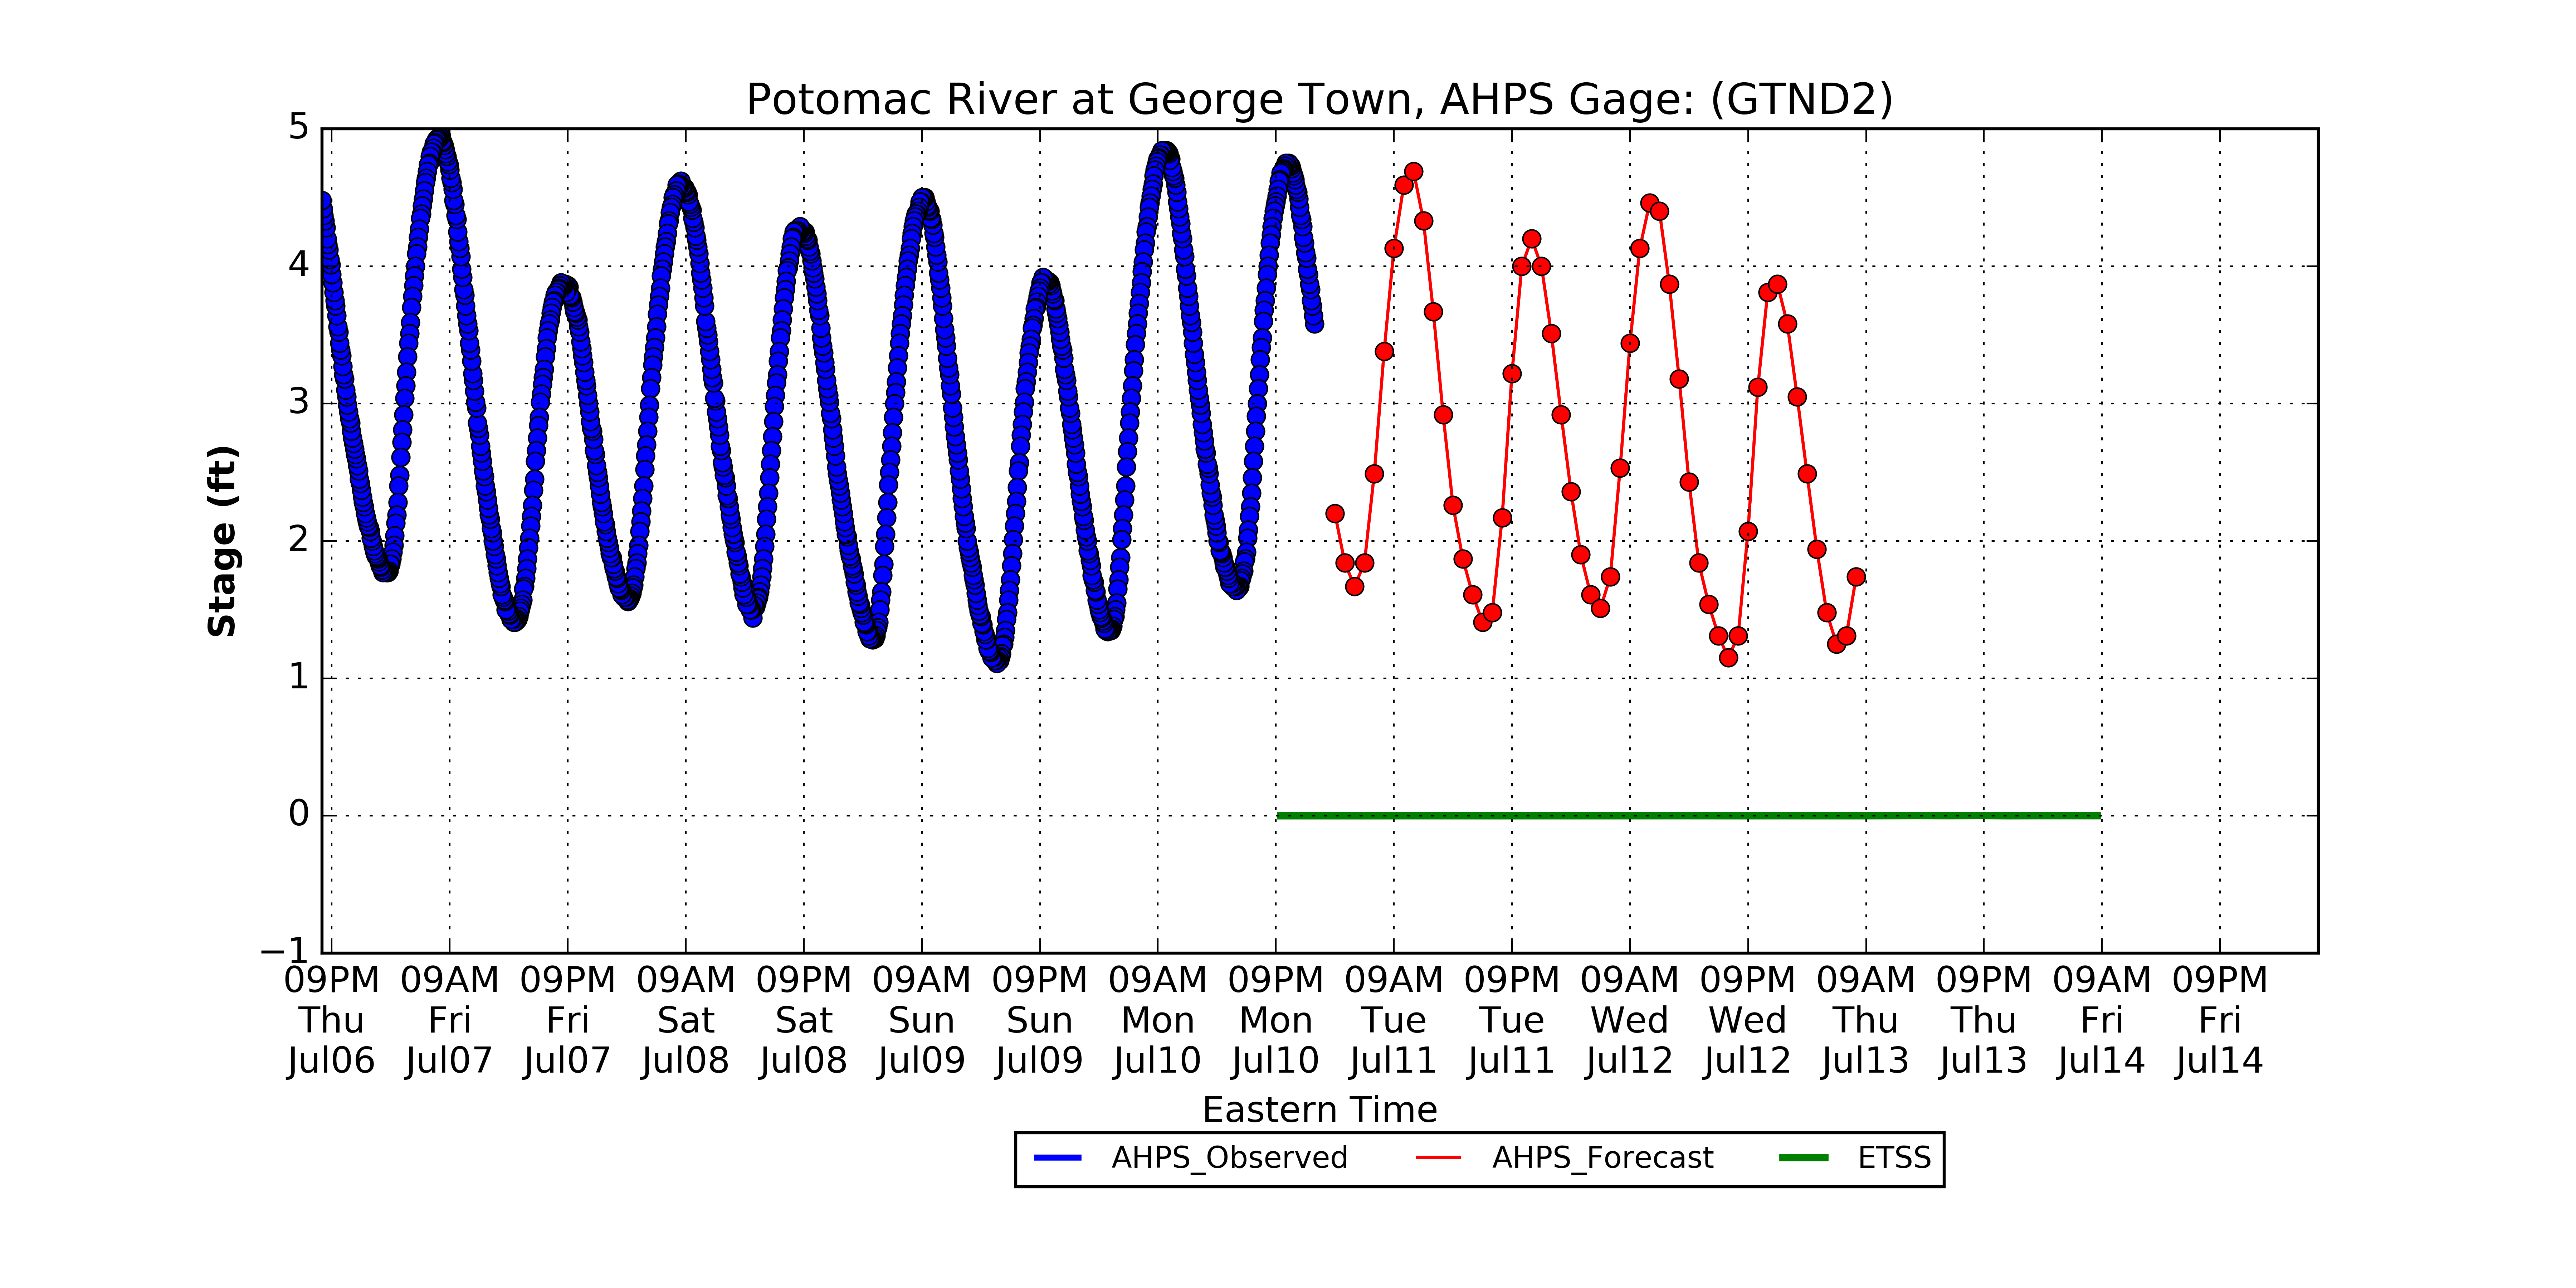 Potomac River at George Town, AHPS Gage: (GTND2)
5
4
3
2
1
0
−1
Stage (ft)
09PM 09AM 09PM 09AM 09PM 09AM 09PM 09AM 09PM 09AM 09PM 09AM 09PM 09AM 09PM 09AM 09PM
Thu Fri Fri Sat Sat Sun Sun Mon Mon Tue Tue Wed Wed Thu Thu Fri Fri
Jul06 Jul07 Jul07 Jul08 Jul08 Jul09 Jul09 Jul10 Jul10 Jul11 Jul11 Jul12 Jul12 Jul13 Jul13 Jul14 Jul14
Eastern Time
AHPS_Observed AHPS_Forecast ETSS